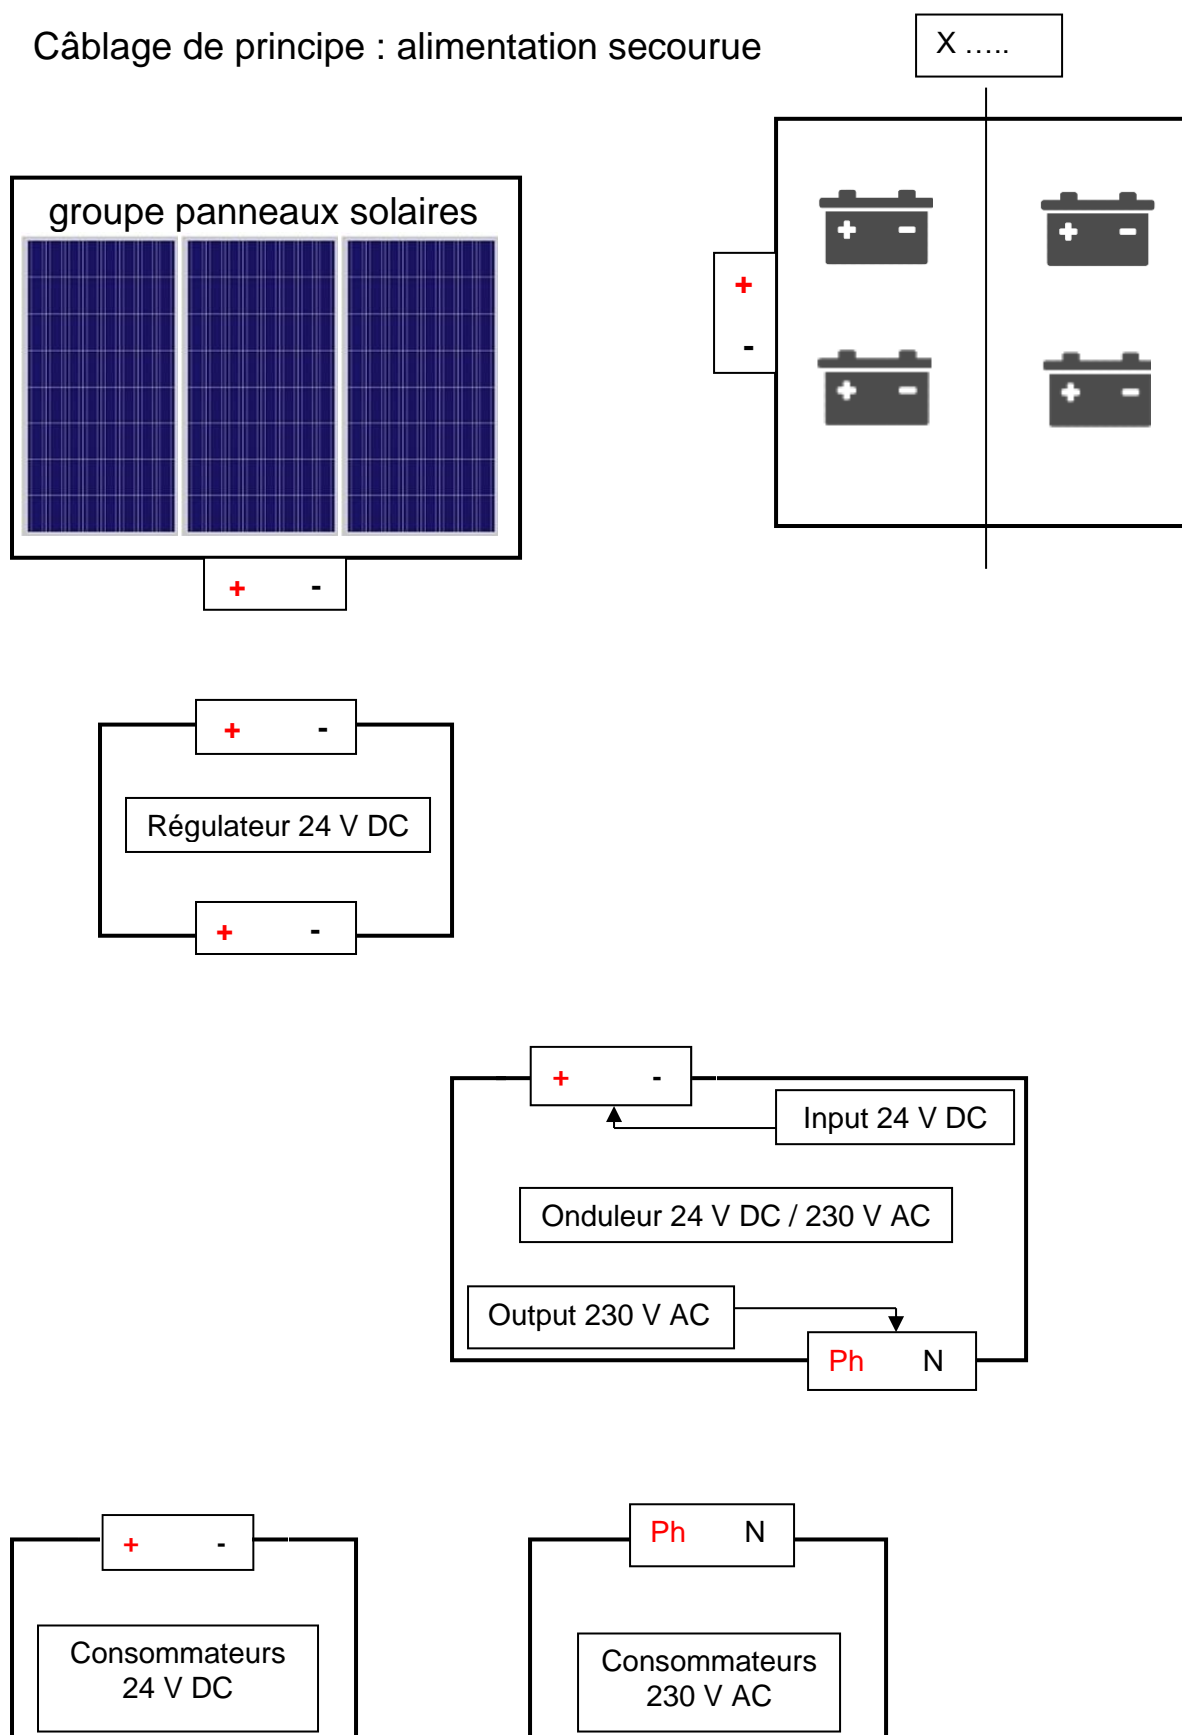 Câblage de principe : alimentation secourue
X …..
groupe panneaux solaires
+ -
+ -
+ -
+
-
+ -
+ -
+ -
Régulateur 24 V DC
+ -
+ -
Input 24 V DC
Onduleur 24 V DC / 230 V AC
Output 230 V AC
Ph N
+ -
Ph N
Consommateurs
24 V DC
Consommateurs
230 V AC